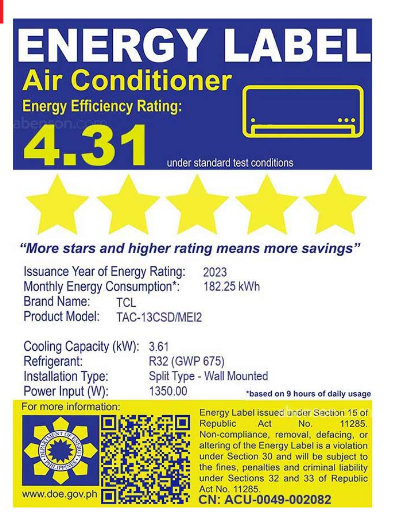 ENERGY LABEL
Air Conditioner
Energy Efficiency Rating:
abenson.com
4.31
under standard test conditions
“More stars and higher rating means more savings”
Issuance Year of Energy Rating: 2023
Monthly Energy Consumption*: 182.25 kWh
Brand Name: TCL
Product Model: TAC-13CSD/MEI2
Cooling Capacity (kW): 3.61
Refrigerant: R32 (GWP 675)
Installation Type: Split Type - Wall Mounted
Power Input (W): 1350.00
*based on 9 hours of daily usage
For more information:
DEPARTMENT OF ENERGY
PHILIPPINES
www.doe.gov.ph
Energy Label issued under Section 15 of
Republic Act No. 11285.
Non-compliance, removal, defacing, or
altering of the Energy Label is a violation
under Section 30 and will be subject to
the fines, penalties and criminal liability
under Sections 32 and 33 of Republic
Act No. 11285.
CN: ACU-0049-002082